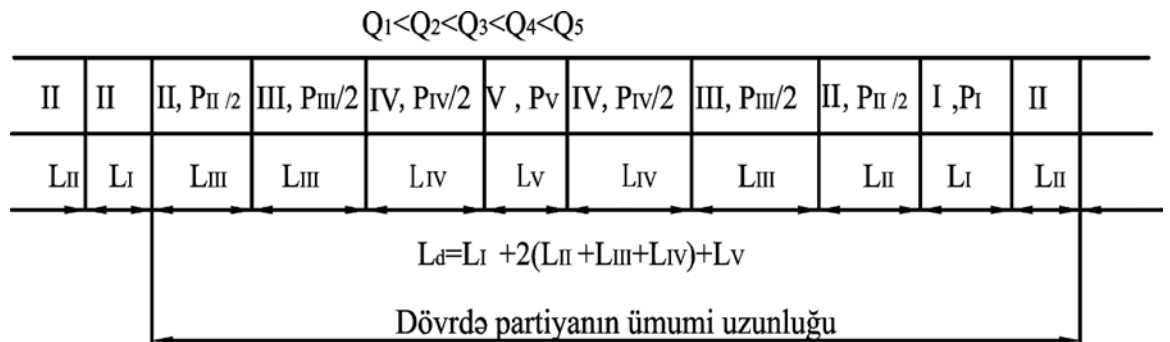 Q1<Q2<Q3<Q4<Q5
II II II, PII /2 III, PIII/2 IV, PIV/2 V , PV IV, PIV/2 III, PIII/2 II, PII /2 I ,PI II
LII LI LIII LIII LIV LV LIV LIII LII LI LII
Ld=LI +2(LII +LIII+LIV)+LV
Dövrdə partiyanın ümumi uzunluğu